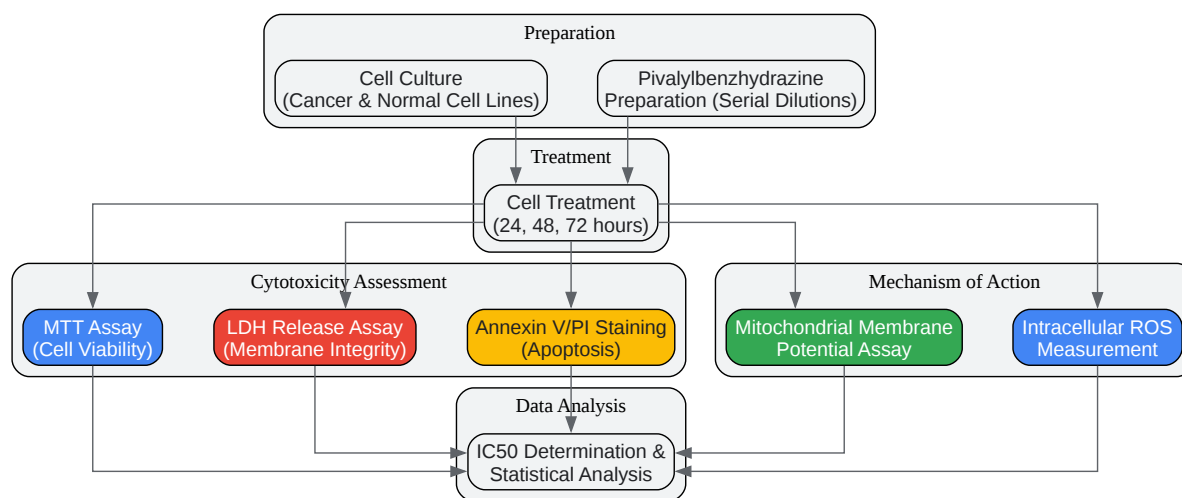 Preparation
Cell Culture
(Cancer & Normal Cell Lines)
Pivalylbenzhydrazine
Preparation (Serial Dilutions)
Treatment
Cell Treatment
(24, 48, 72 hours)
Cytotoxicity Assessment
MTT Assay
(Cell Viability)
LDH Release Assay
(Membrane Integrity)
Annexin V/PI Staining
(Apoptosis)
Mechanism of Action
Mitochondrial Membrane
Potential Assay
Intracellular ROS
Measurement
Data Analysis
IC50 Determination &
Statistical Analysis